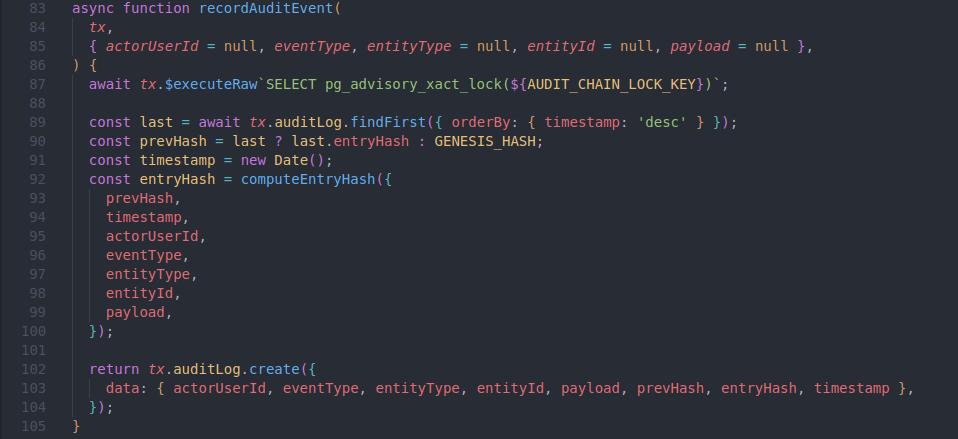 83 async function recordAuditEvent(
84   tx,
85   { actorUserId = null, eventType, entityType = null, entityId = null, payload = null },
86 ) {
87   await tx.$executeRaw`SELECT pg_advisory_xact_lock(${AUDIT_CHAIN_LOCK_KEY})`;
88
89   const last = await tx.auditLog.findFirst({ orderBy: { timestamp: 'desc' } });
90   const prevHash = last ? last.entryHash : GENESIS_HASH;
91   const timestamp = new Date();
92   const entryHash = computeEntryHash({
93     prevHash,
94     timestamp,
95     actorUserId,
96     eventType,
97     entityType,
98     entityId,
99     payload,
100   });
101
102   return tx.auditLog.create({
103     data: { actorUserId, eventType, entityType, entityId, payload, prevHash, entryHash, timestamp },
104   });
105 }